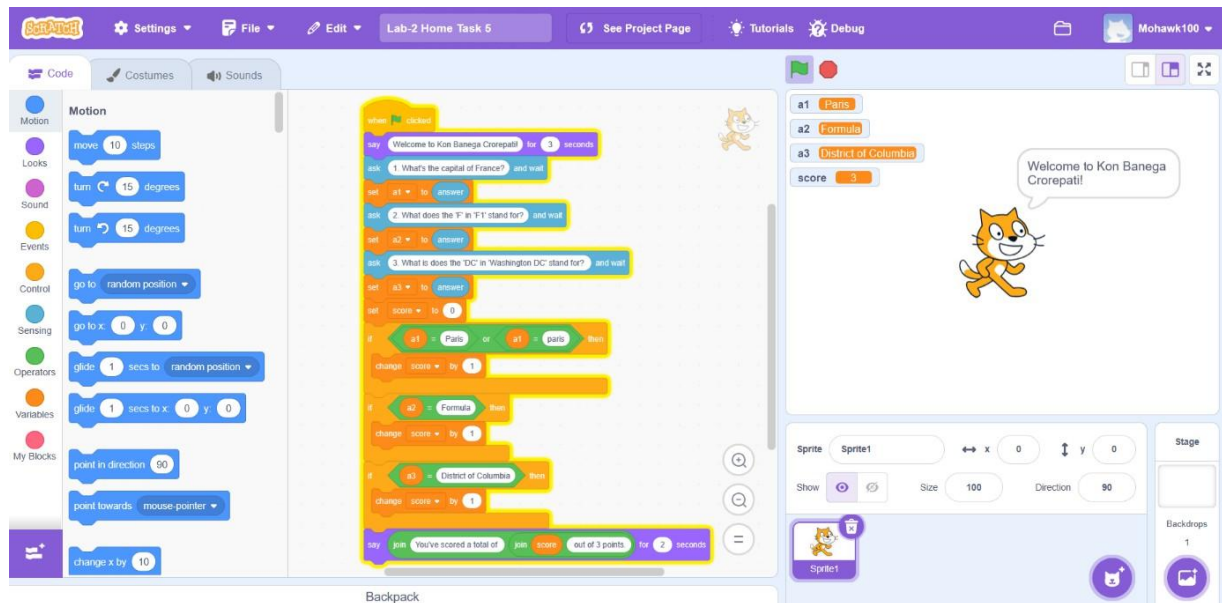 SCRATCH Settings File Edit Lab-2 Home Task 5 See Project Page Tutorials Debug Mohawk100
Code Costumes Sounds
Motion
Looks
Sound
Events
Control
Sensing
Operators
Variables
My Blocks
Motion
move 10 steps
turn 15 degrees
turn 15 degrees
go to random position
go to x: 0 y: 0
glide 1 secs to random position
glide 1 secs to x: 0 y: 0
point in direction 90
point towards mouse-pointer
change x by 10
when clicked
say Welcome to Kon Banega Crorepati! for 3 seconds
ask 1. What's the capital of France? and wait
set a1 to answer
ask 2. What does the 'F' in 'F1' stand for? and wait
set a2 to answer
ask 3. What is does the 'DC' in 'Washington DC' stand for? and wait
set a3 to answer
set score to 0
if a1 = Paris or a1 = paris then
change score by 1
if a2 = Formula then
change score by 1
if a3 = District of Columbia then
change score by 1
say join You've scored a total of join score out of 3 points. for 2 seconds
Backpack
a1 Paris
a2 Formula
a3 District of Columbia
score 3
Welcome to Kon Banega
Crorepati!
Sprite Sprite1 x 0 y 0
Show Size 100 Direction 90
Sprite1
Stage
Backdrops
1